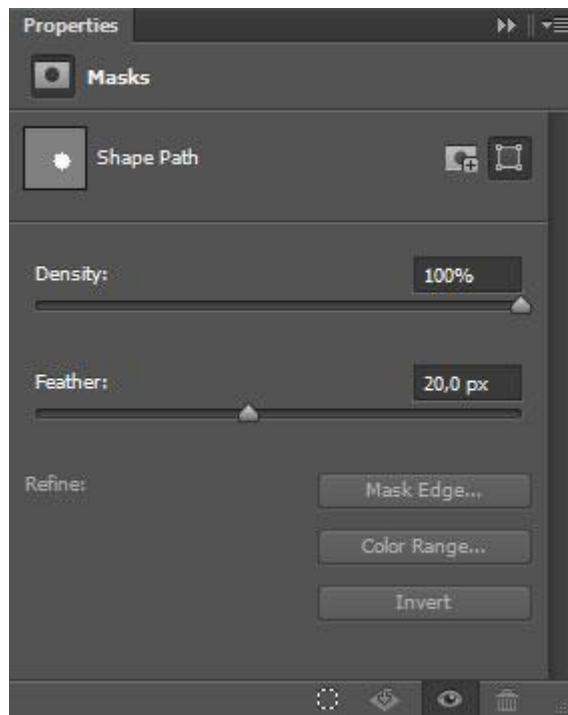 Properties
Masks
Shape Path
Density: 100%
Feather: 20,0 px
Refine: Mask Edge...
Color Range...
Invert